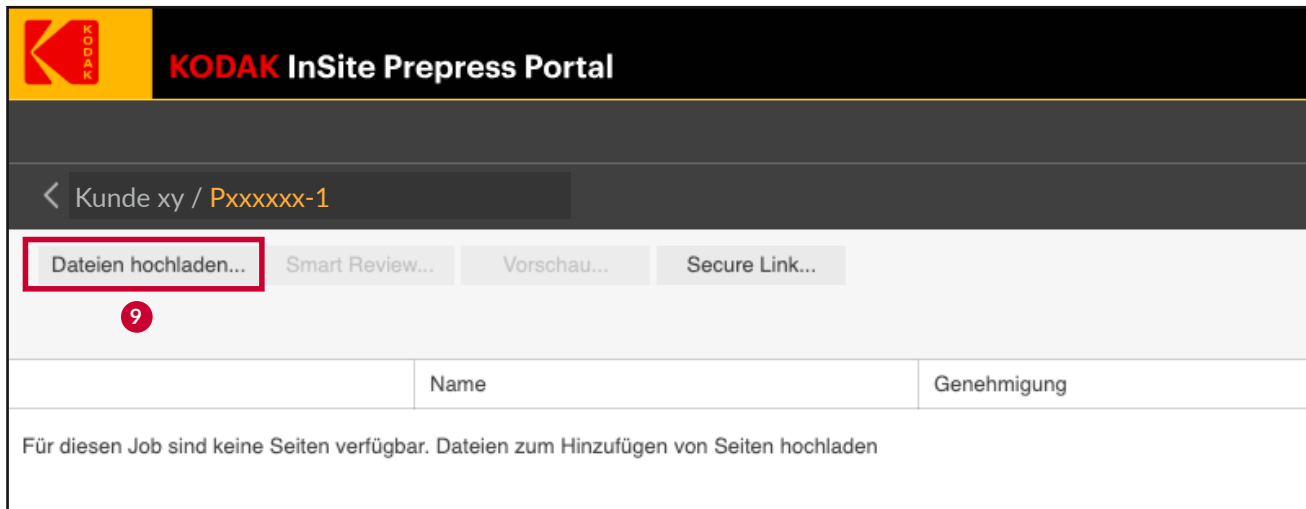 KODAK
KODAK InSite Prepress Portal
Kunde xy / Pxxxxxx-1
Dateien hochladen... Smart Review... Vorschau... Secure Link...
9
Name Genehmigung
Für diesen Job sind keine Seiten verfügbar. Dateien zum Hinzufügen von Seiten hochladen